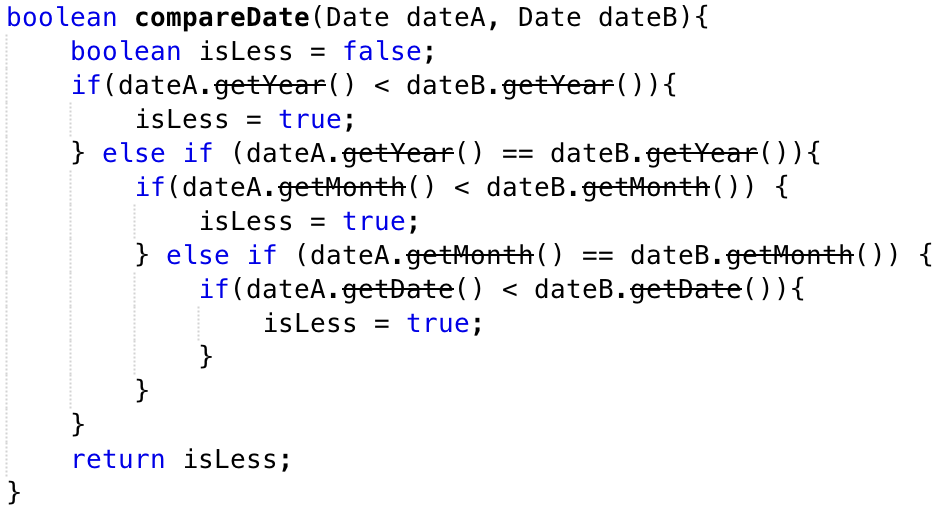 boolean compareDate(Date dateA, Date dateB){
    boolean isLess = false;
    if(dateA.getYear() < dateB.getYear()){
        isLess = true;
    } else if (dateA.getYear() == dateB.getYear()){
        if(dateA.getMonth() < dateB.getMonth()) {
            isLess = true;
        } else if (dateA.getMonth() == dateB.getMonth()) {
            if(dateA.getDate() < dateB.getDate()){
                isLess = true;
            }
        }
    }
    return isLess;
}